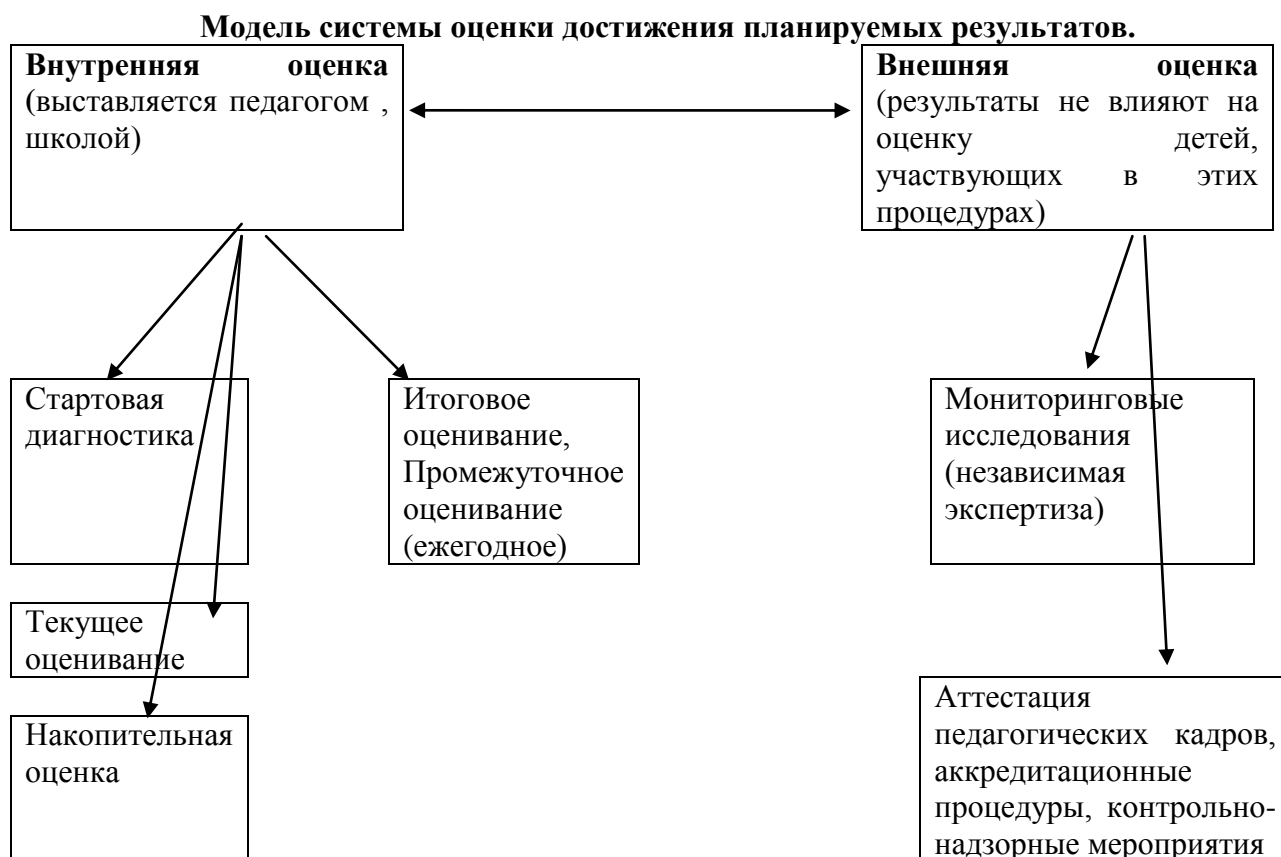 Модель системы оценки достижения планируемых результатов.
Внутренняя оценка
(выставляется педагогом ,
школой)
Внешняя оценка
(результаты не влияют на
оценку детей,
участвующих в этих
процедурах)
Стартовая
диагностика
Итоговое
оценивание,
Промежуточное
оценивание
(ежегодное)
Мониторинговые
исследования
(независимая
экспертиза)
Текущее
оценивание
Накопительная
оценка
Аттестация
педагогических кадров,
аккредитационные
процедуры, контрольно-
надзорные мероприятия